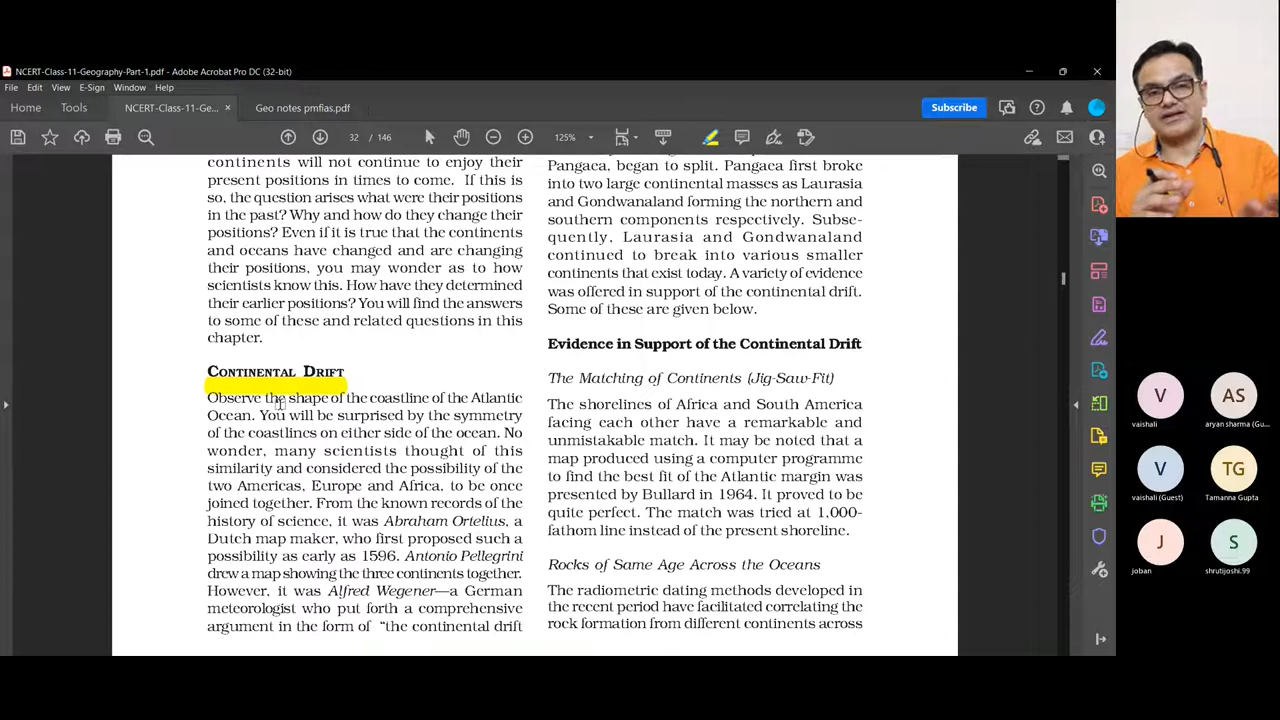 NCERT-Class-11-Geography-Part-1.pdf - Adobe Acrobat Pro DC (32-bit)
File Edit View E-Sign Window Help
Home Tools NCERT-Class-11-Ge... × Geo notes pmfias.pdf Subscribe
32 / 146 125%
continents will not continue to enjoy their
present positions in times to come. If this is
so, the question arises what were their positions
in the past? Why and how do they change their
positions? Even if it is true that the continents
and oceans have changed and are changing
their positions, you may wonder as to how
scientists know this. How have they determined
their earlier positions? You will find the answers
to some of these and related questions in this
chapter.
CONTINENTAL DRIFT
Observe the shape of the coastline of the Atlantic
Ocean. You will be surprised by the symmetry
of the coastlines on either side of the ocean. No
wonder, many scientists thought of this
similarity and considered the possibility of the
two Americas, Europe and Africa, to be once
joined together. From the known records of the
history of science, it was Abraham Ortelius, a
Dutch map maker, who first proposed such a
possibility as early as 1596. Antonio Pellegrini
drew a map showing the three continents together.
However, it was Alfred Wegener—a German
meteorologist who put forth a comprehensive
argument in the form of "the continental drift
Pangaea, began to split. Pangaea first broke
into two large continental masses as Laurasia
and Gondwanaland forming the northern and
southern components respectively. Subse-
quently, Laurasia and Gondwanaland
continued to break into various smaller
continents that exist today. A variety of evidence
was offered in support of the continental drift.
Some of these are given below.
Evidence in Support of the Continental Drift
The Matching of Continents (Jig-Saw-Fit)
The shorelines of Africa and South America
facing each other have a remarkable and
unmistakable match. It may be noted that a
map produced using a computer programme
to find the best fit of the Atlantic margin was
presented by Bullard in 1964. It proved to be
quite perfect. The match was tried at 1,000-
fathom line instead of the present shoreline.
Rocks of Same Age Across the Oceans
The radiometric dating methods developed in
the recent period have facilitated correlating the
rock formation from different continents across
V AS
vaishali aryan sharma (Gu...
V TG
vaishali (Guest) Tamanna Gupta
J S
joban shrutijoshi.99